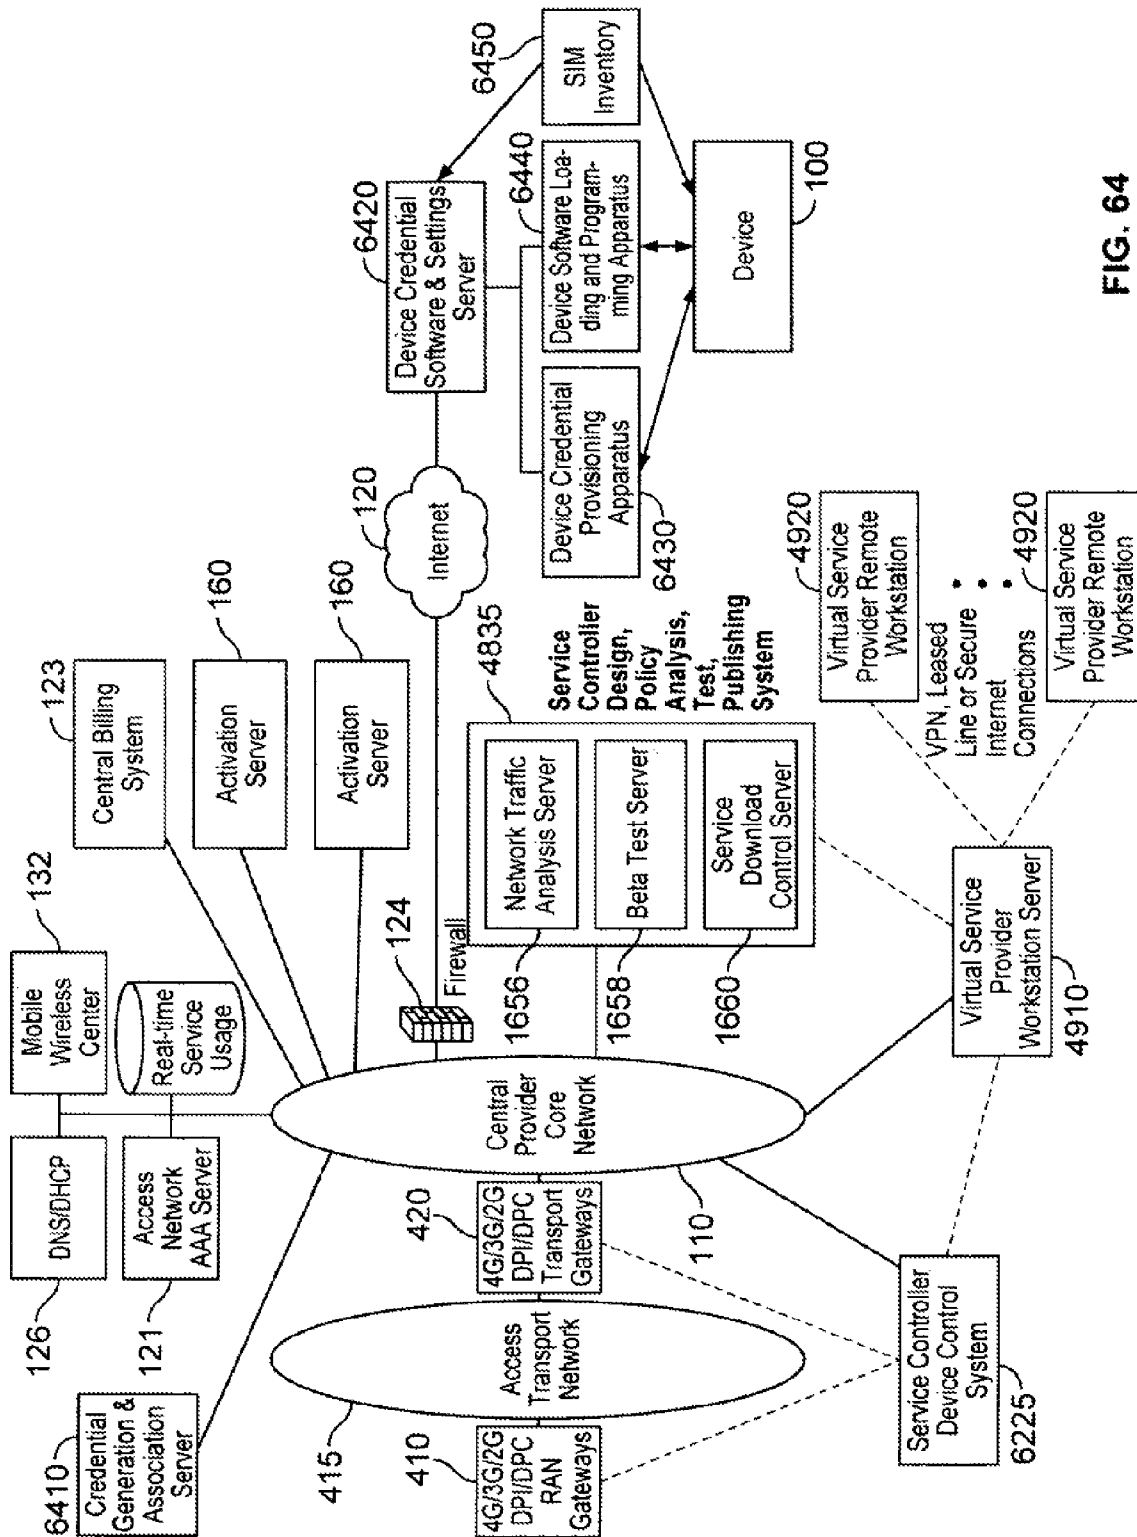 6410
Credential
Generation &
Association
Server
126
DNS/DHCP
132
Mobile
Wireless
Center
121
Access
Network
AAA Server
Real-time
Service
Usage
123
Central Billing
System
160
Activation
Server
160
Activation
Server
410
4G/3G/2G
DPI/DPC
RAN
Gateways
415
Access
Transport
Network
420
4G/3G/2G
DPI/DPC
Transport
Gateways
110
Central
Provider
Core
Network
124
Firewall
120
Internet
6420
Device Credential
Software & Settings
Server
6450
SIM
Inventory
6430
Device Credential
Provisioning
Apparatus
6440
Device Software Loa-
ding and Program-
ming Apparatus
100
Device
4835
Service
Controller
Design,
Policy
Analysis,
Test,
Publishing
System
1656
Network Traffic
Analysis Server
1658
Beta Test Server
1660
Service
Download
Control Server
6225
Service Controller
Device Control
System
4910
Virtual Service
Provider
Workstation Server
4920
Virtual Service
Provider Remote
Workstation
VPN, Leased
Line or Secure
Internet
Connections
4920
Virtual Service
Provider Remote
Workstation
FIG. 64